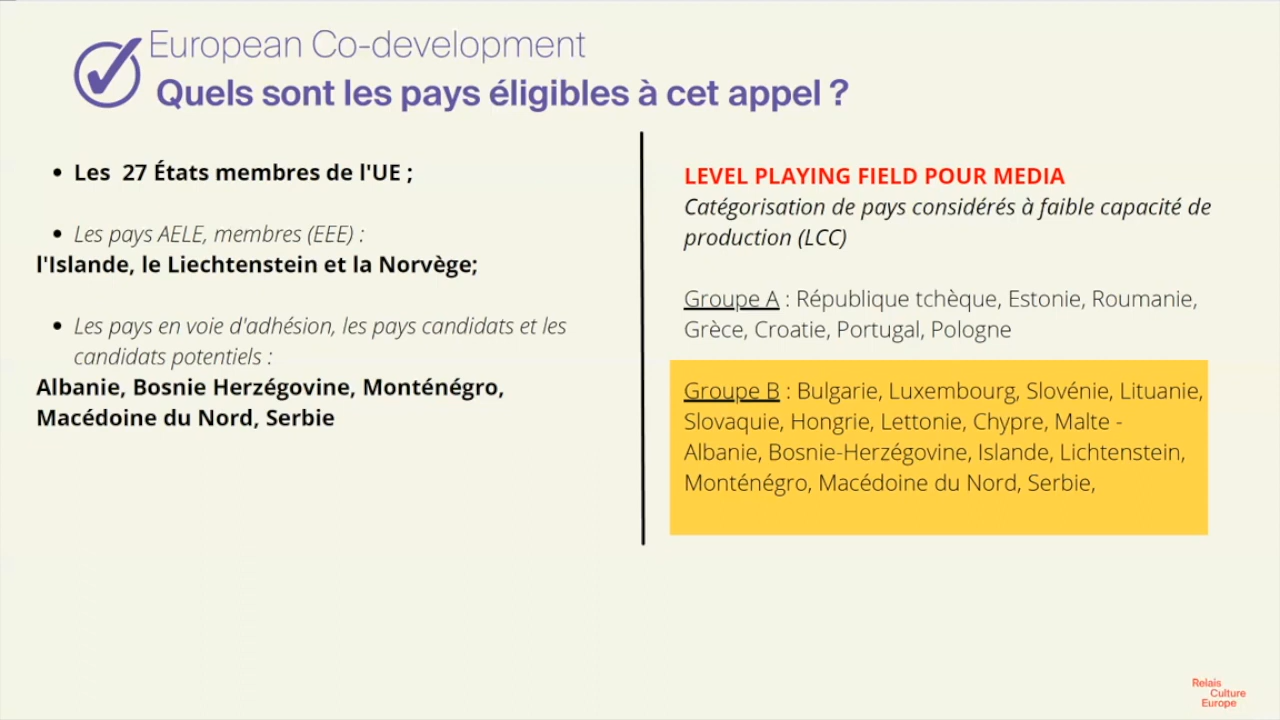 European Co-development
Quels sont les pays éligibles à cet appel ?
• Les 27 États membres de l'UE ;
• Les pays AELE, membres (EEE) :
l'Islande, le Liechtenstein et la Norvège;
• Les pays en voie d'adhésion, les pays candidats et les
candidats potentiels :
Albanie, Bosnie Herzégovine, Monténégro,
Macédoine du Nord, Serbie
LEVEL PLAYING FIELD POUR MEDIA
Catégorisation de pays considérés à faible capacité de
production (LCC)
Groupe A : République tchèque, Estonie, Roumanie,
Grèce, Croatie, Portugal, Pologne
Groupe B : Bulgarie, Luxembourg, Slovénie, Lituanie,
Slovaquie, Hongrie, Lettonie, Chypre, Malte -
Albanie, Bosnie-Herzégovine, Islande, Lichtenstein,
Monténégro, Macédoine du Nord, Serbie,
Relais
Culture
Europe